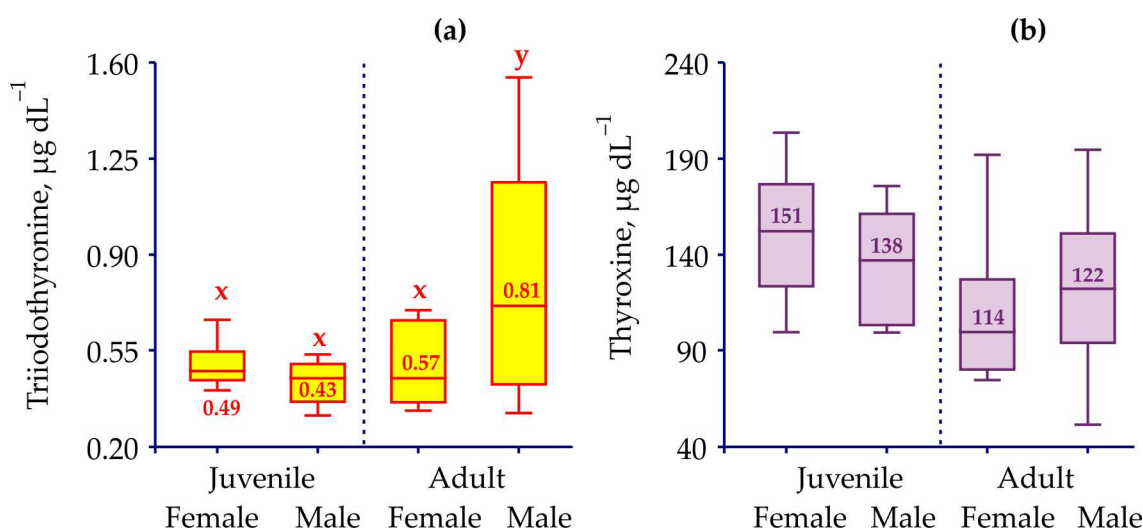 (a)
Triiodothyronine, µg dL⁻¹
1.60
1.25
0.90
0.55
0.20
x
x
x
y
0.49
0.43
0.57
0.81
Juvenile Adult
Female Male Female Male
(b)
Thyroxine, µg dL⁻¹
240
190
140
90
40
151
138
114
122
Juvenile Adult
Female Male Female Male